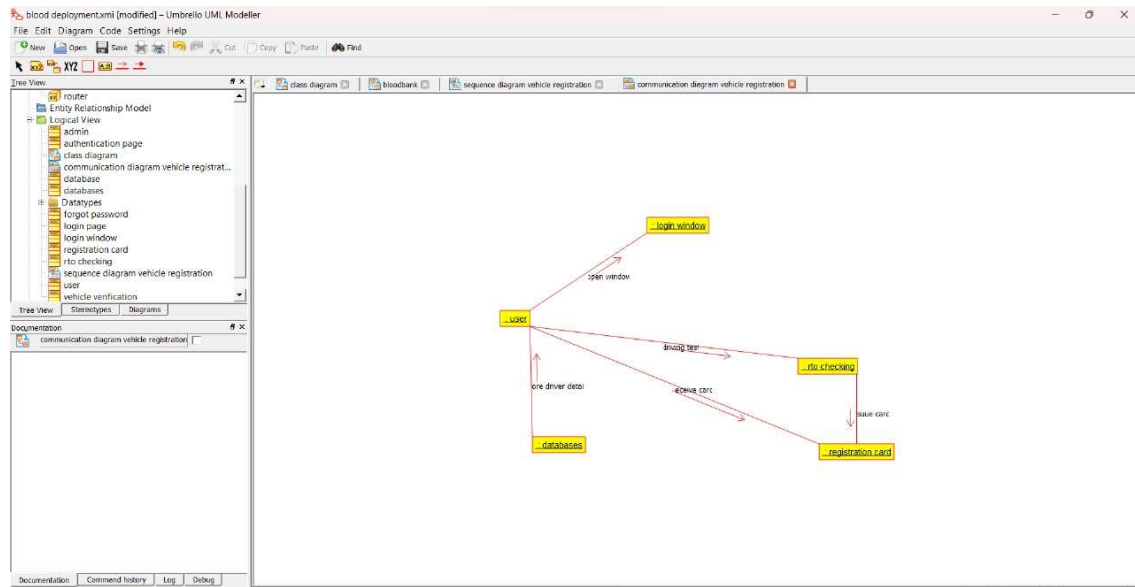 blood deployment.xmi [modified] – Umbrello UML Modeller
File Edit Diagram Code Settings Help
New Open Save Cut Copy Paste Find
XYZ
Tree View
class diagram
bloodbank
sequence diagram vehicle registration
communication diagram vehicle registration
router
Entity Relationship Model
Logical View
admin
authentication page
class diagram
communication diagram vehicle registrat...
database
databases
Datatypes
forgot password
login page
login window
registration card
rto checking
sequence diagram vehicle registration
user
vehicle verification
Tree View Stereotypes Diagrams
Documentation
communication diagram vehicle registration
Documentation Command history Log Debug
: login window
open window
: user
driving test
: rto checking
ore driver detai
eceive card
suue card
: databases
: registration card